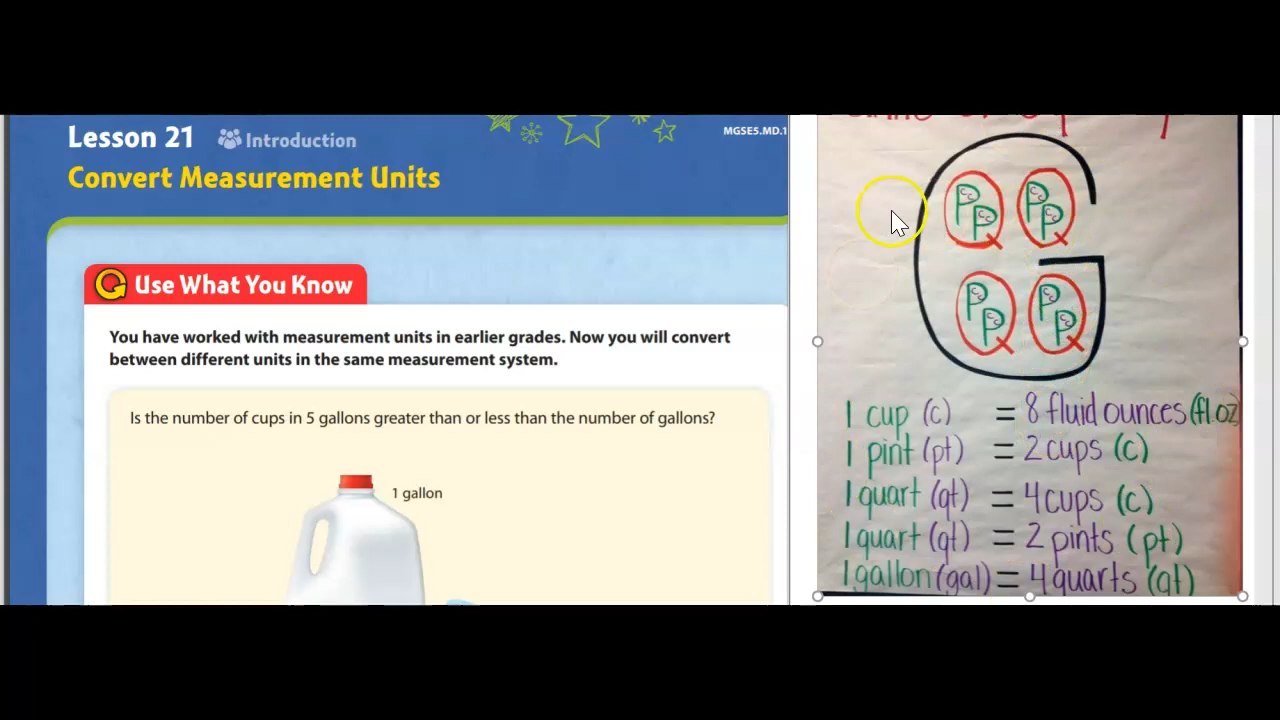 Lesson 21 Introduction
MGSE5.MD.1
Convert Measurement Units
Use What You Know
You have worked with measurement units in earlier grades. Now you will convert
between different units in the same measurement system.
Is the number of cups in 5 gallons greater than or less than the number of gallons?
1 gallon
G
Q Q
P P P P
C C C C C C C C
Q Q
P P P P
C C C C C C C C
1 cup (c) = 8 fluid ounces (fl.oz)
1 pint (pt) = 2 cups (c)
1 quart (qt) = 4 cups (c)
1 quart (qt) = 2 pints (pt)
1 gallon (gal) = 4 quarts (qt)